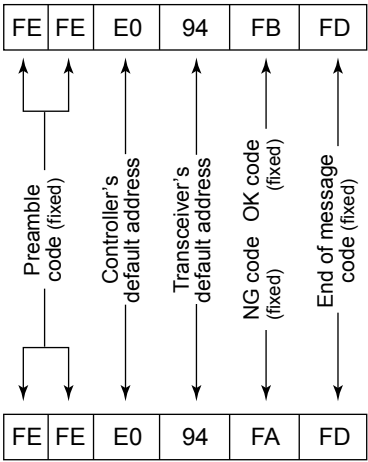 FE FE E0 94 FB FD
Preamble
code (fixed)
Controller's
default address
Transceiver's
default address
OK code
(fixed)
NG code
(fixed)
End of message
code (fixed)
FE FE E0 94 FA FD